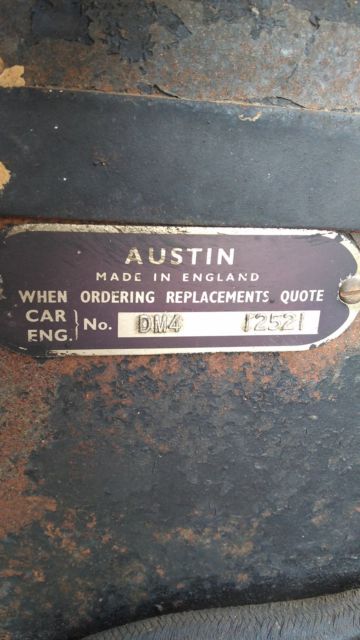 AUSTIN
MADE IN ENGLAND
WHEN ORDERING REPLACEMENTS, QUOTE
CAR
ENG. } No. DM4 12521